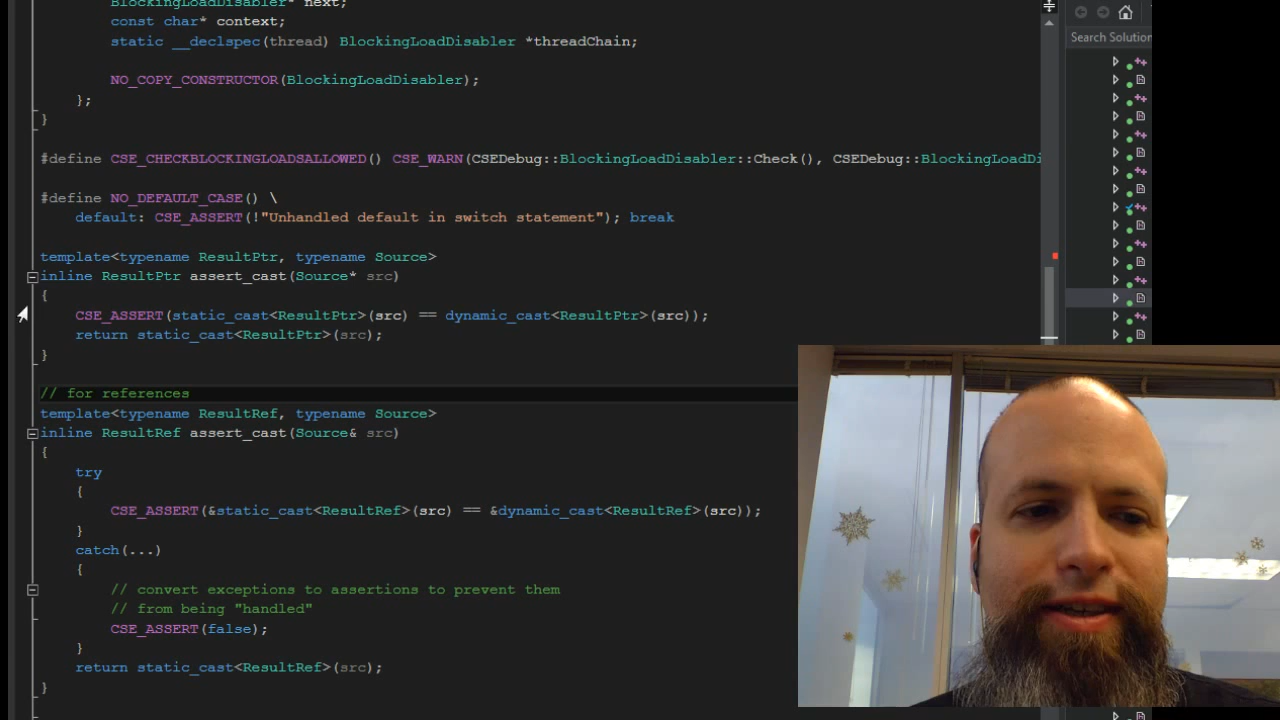 BlockingLoadDisabler* next;
const char* context;
static __declspec(thread) BlockingLoadDisabler *threadChain;
NO_COPY_CONSTRUCTOR(BlockingLoadDisabler);
};
}
#define CSE_CHECKBLOCKINGLOADSALLOWED() CSE_WARN(CSEDebug::BlockingLoadDisabler::Check(), CSEDebug::BlockingLoadDi
#define NO_DEFAULT_CASE() \
default: CSE_ASSERT(!"Unhandled default in switch statement"); break
template<typename ResultPtr, typename Source>
inline ResultPtr assert_cast(Source* src)
{
CSE_ASSERT(static_cast<ResultPtr>(src) == dynamic_cast<ResultPtr>(src));
return static_cast<ResultPtr>(src);
}
// for references
template<typename ResultRef, typename Source>
inline ResultRef assert_cast(Source& src)
{
try
{
CSE_ASSERT(&static_cast<ResultRef>(src) == &dynamic_cast<ResultRef>(src));
}
catch(...)
{
// convert exceptions to assertions to prevent them
// from being "handled"
CSE_ASSERT(false);
}
return static_cast<ResultRef>(src);
}
Search Solution